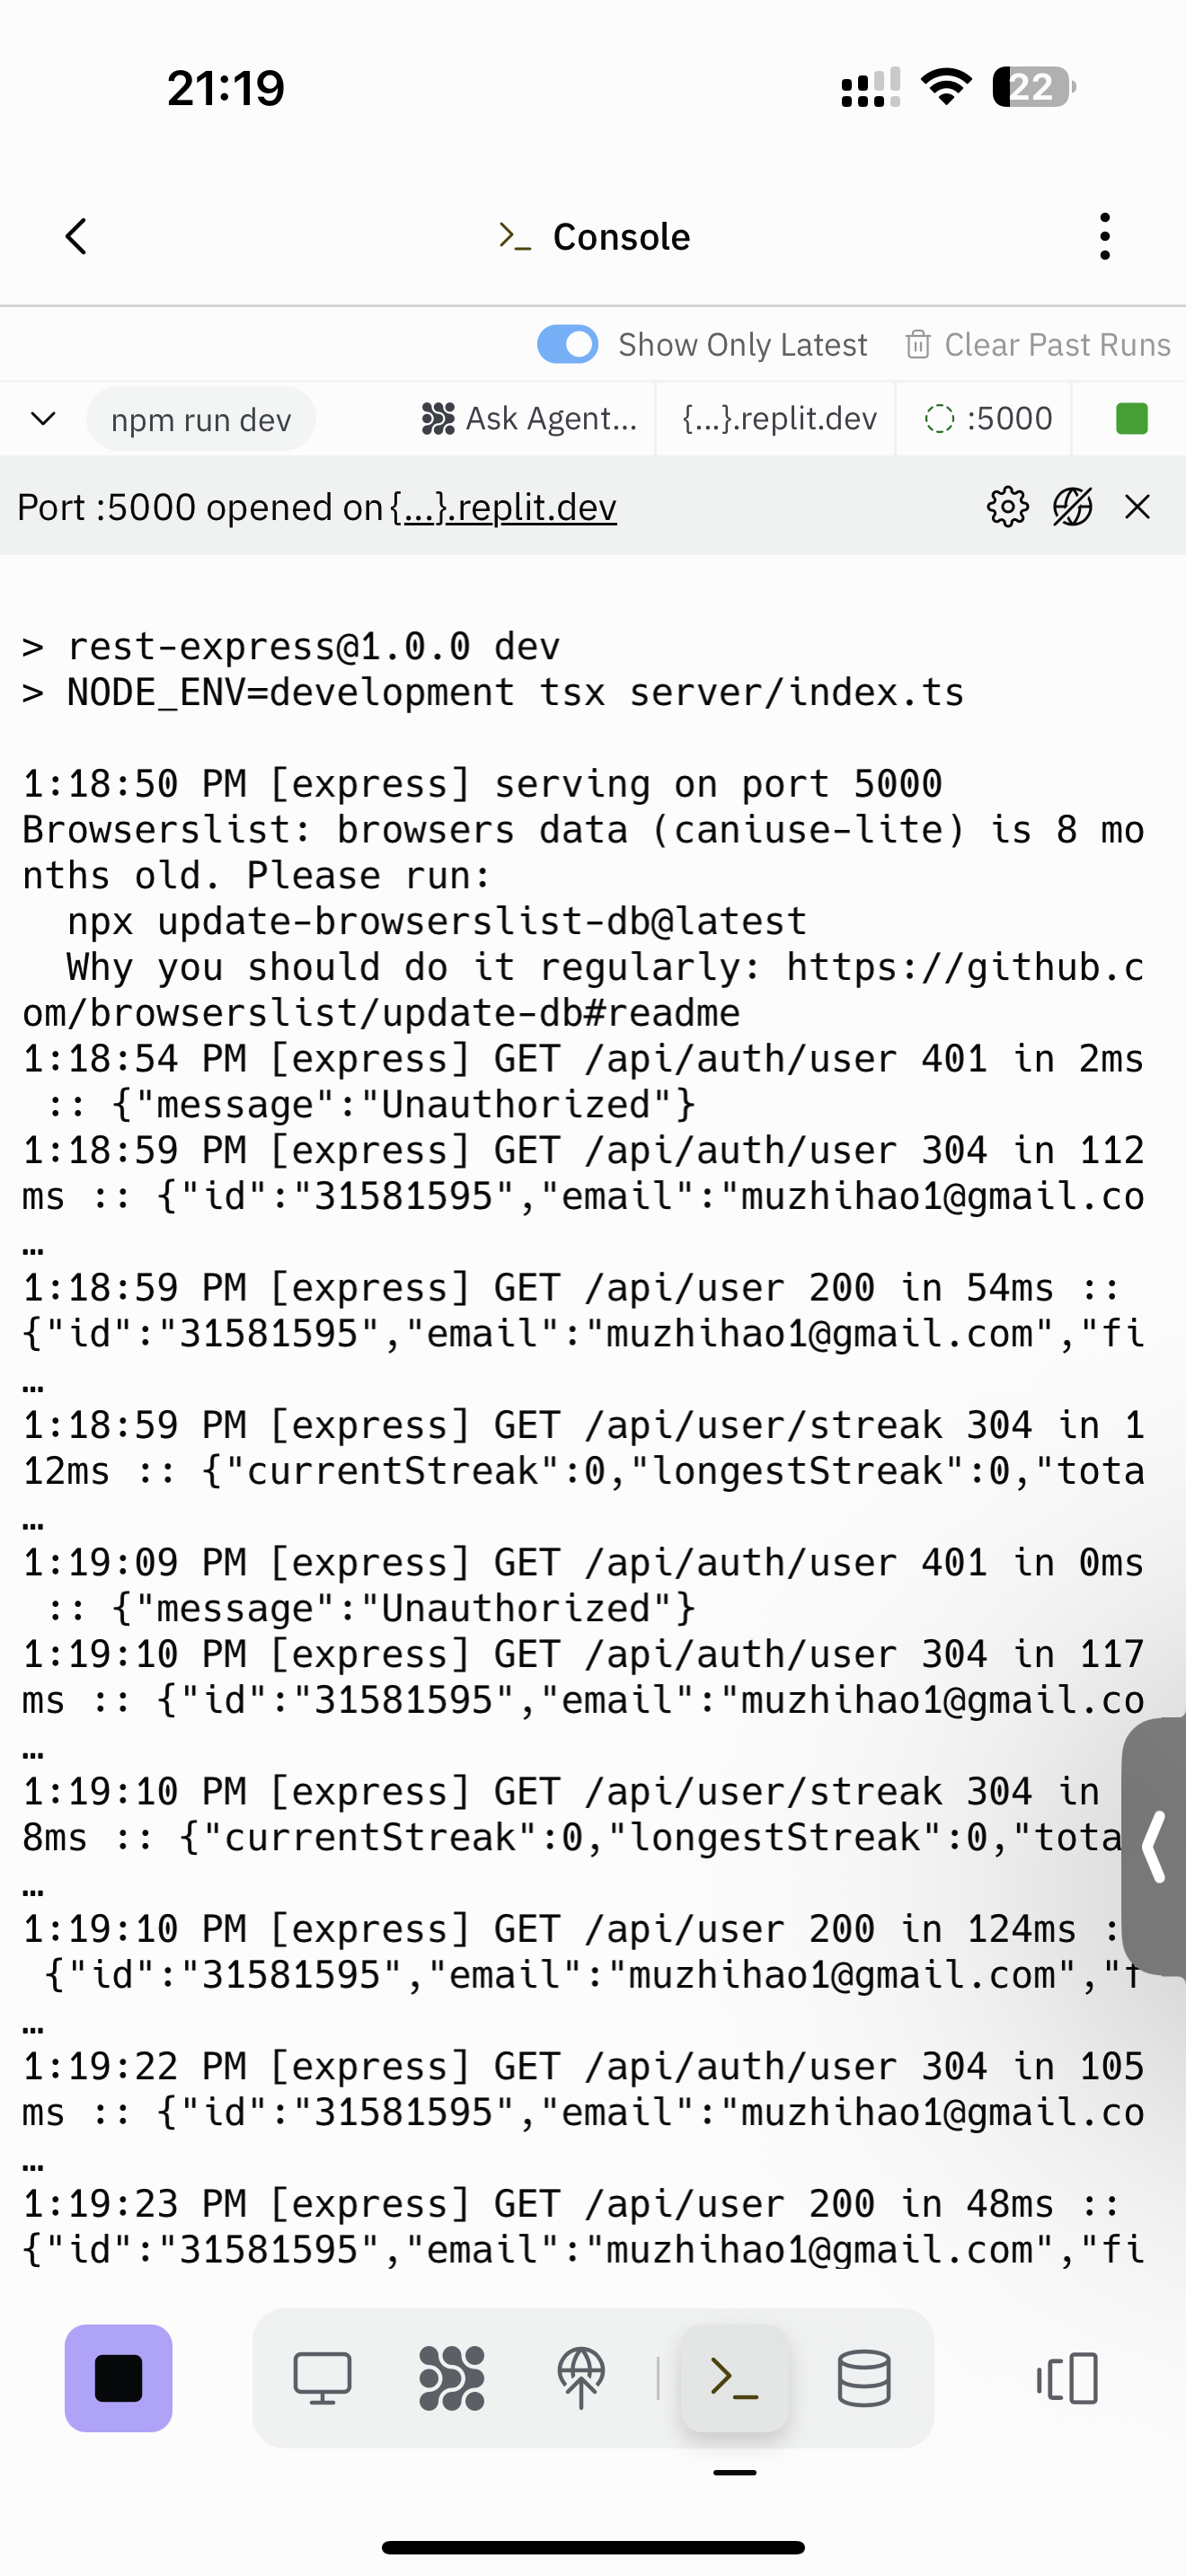 21:19
22
>_ Console
Show Only Latest Clear Past Runs
npm run dev Ask Agent... {...}.replit.dev :5000
Port :5000 opened on {...}.replit.dev
> rest-express@1.0.0 dev
> NODE_ENV=development tsx server/index.ts
1:18:50 PM [express] serving on port 5000
Browserslist: browsers data (caniuse-lite) is 8 mo
nths old. Please run:
  npx update-browserslist-db@latest
  Why you should do it regularly: https://github.c
om/browserslist/update-db#readme
1:18:54 PM [express] GET /api/auth/user 401 in 2ms
 :: {"message":"Unauthorized"}
1:18:59 PM [express] GET /api/auth/user 304 in 112
ms :: {"id":"31581595","email":"muzhihao1@gmail.co
…
1:18:59 PM [express] GET /api/user 200 in 54ms ::
{"id":"31581595","email":"muzhihao1@gmail.com","fi
…
1:18:59 PM [express] GET /api/user/streak 304 in 1
12ms :: {"currentStreak":0,"longestStreak":0,"tota
…
1:19:09 PM [express] GET /api/auth/user 401 in 0ms
 :: {"message":"Unauthorized"}
1:19:10 PM [express] GET /api/auth/user 304 in 117
ms :: {"id":"31581595","email":"muzhihao1@gmail.co
…
1:19:10 PM [express] GET /api/user/streak 304 in
8ms :: {"currentStreak":0,"longestStreak":0,"tota
…
1:19:10 PM [express] GET /api/user 200 in 124ms :
 {"id":"31581595","email":"muzhihao1@gmail.com","f
…
1:19:22 PM [express] GET /api/auth/user 304 in 105
ms :: {"id":"31581595","email":"muzhihao1@gmail.co
…
1:19:23 PM [express] GET /api/user 200 in 48ms ::
{"id":"31581595","email":"muzhihao1@gmail.com","fi